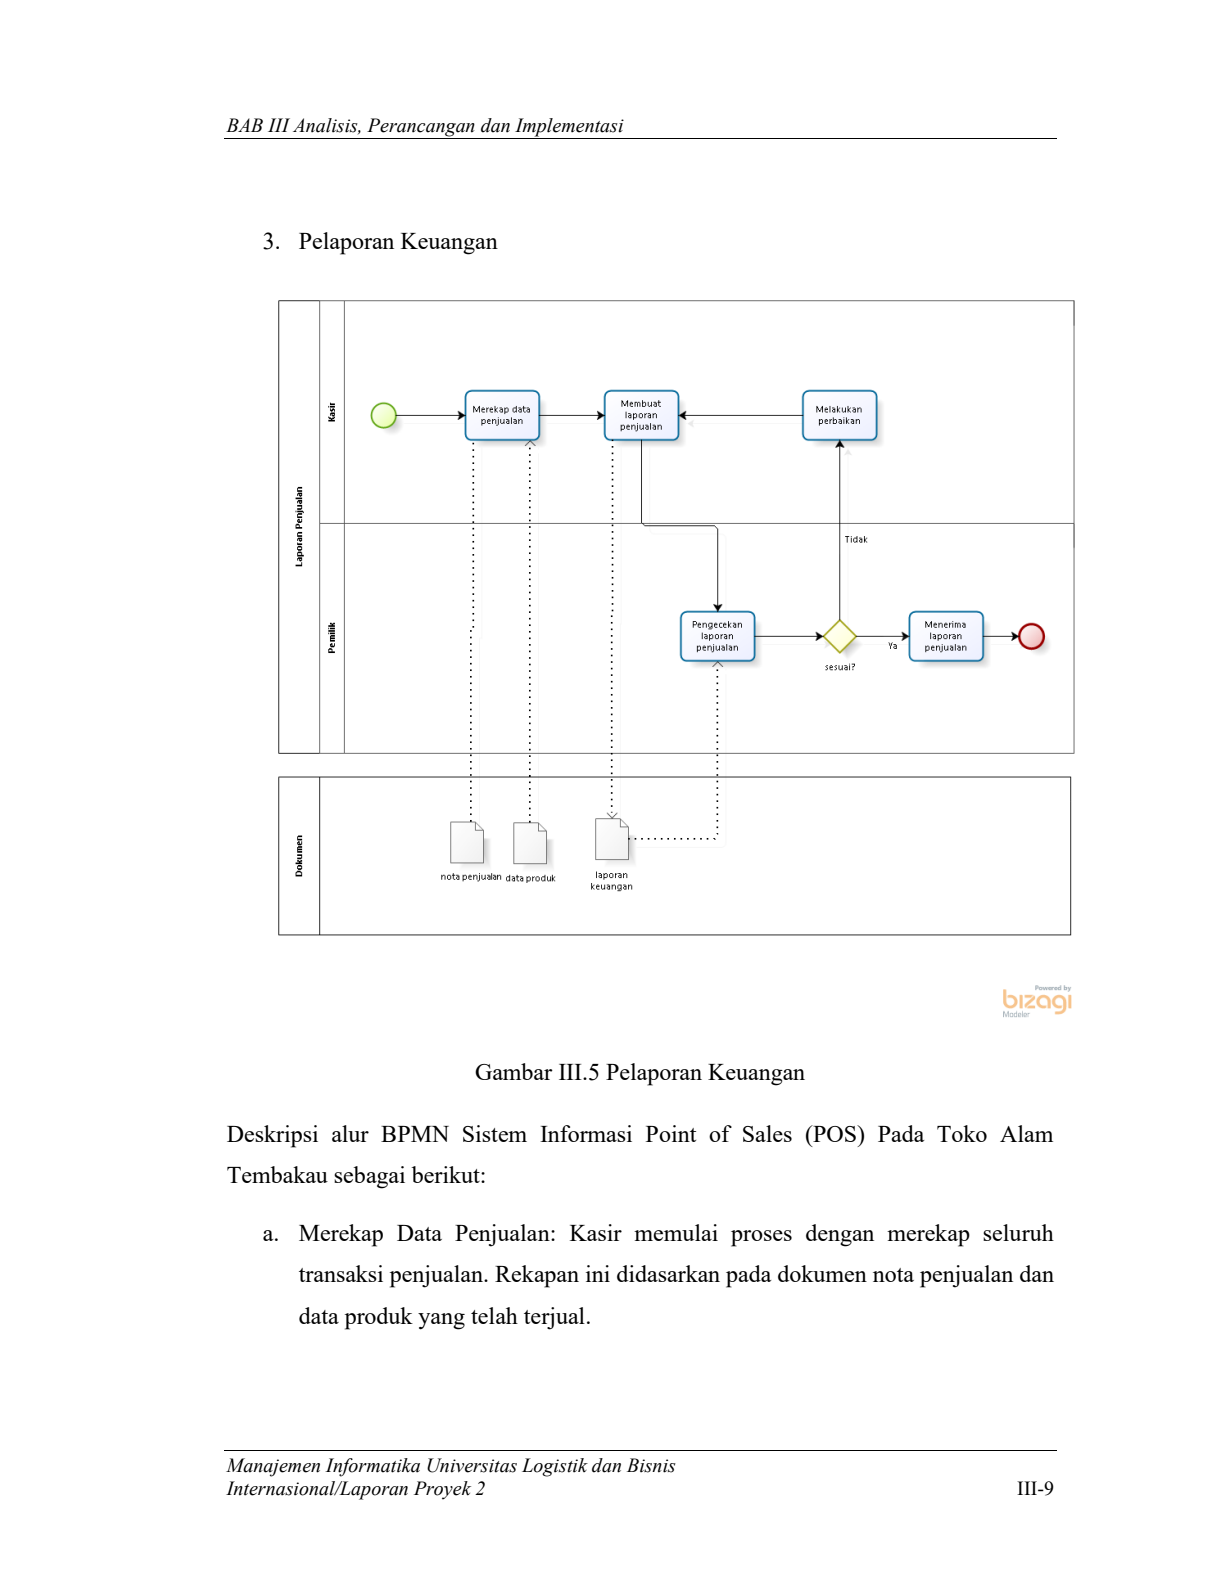 BAB III Analisis, Perancangan dan Implementasi
3. Pelaporan Keuangan
Laporan Penjualan
Kasir
Merekap data
penjualan
Membuat
laporan
penjualan
Melakukan
perbaikan
Tidak
Pemilik
Pengecekan
laporan
penjualan
sesuai?
Ya
Menerima
laporan
penjualan
Dokumen
nota penjualan
data produk
laporan
keuangan
Powered by
bizagi
Modeler
Gambar III.5 Pelaporan Keuangan
Deskripsi alur BPMN Sistem Informasi Point of Sales (POS) Pada Toko Alam
Tembakau sebagai berikut:
a. Merekap Data Penjualan: Kasir memulai proses dengan merekap seluruh
transaksi penjualan. Rekapan ini didasarkan pada dokumen nota penjualan dan
data produk yang telah terjual.
Manajemen Informatika Universitas Logistik dan Bisnis
Internasional/Laporan Proyek 2
III-9